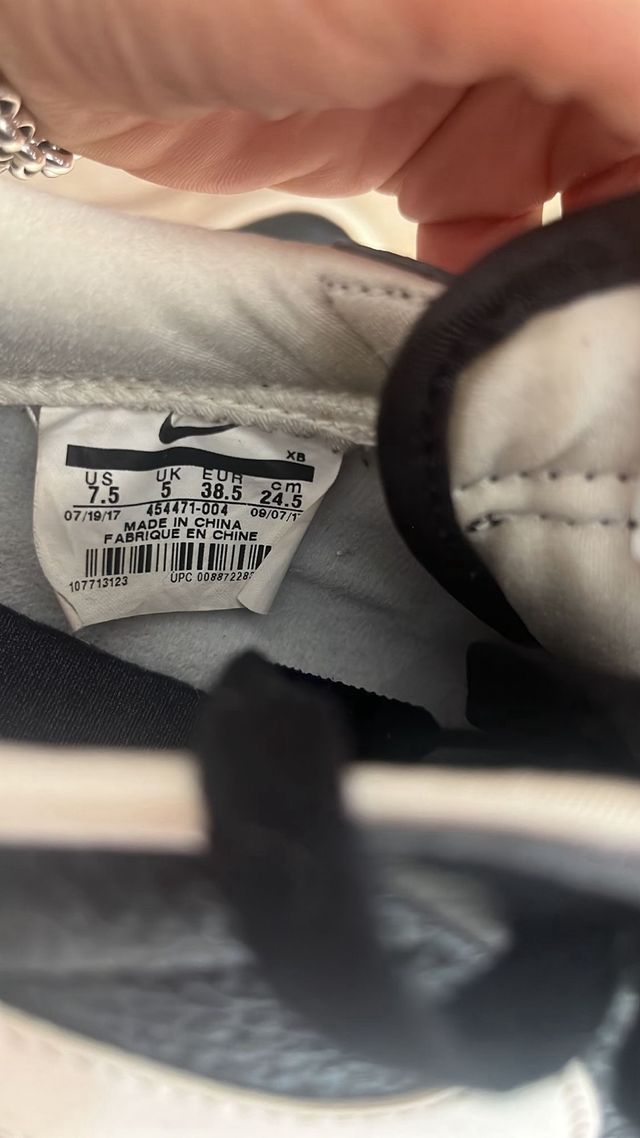 XB
US UK EUR cm
7.5 5 38.5 24.5
07/19/17 454471-004 09/07/1
MADE IN CHINA
FABRIQUE EN CHINE
107713123 UPC 00887228